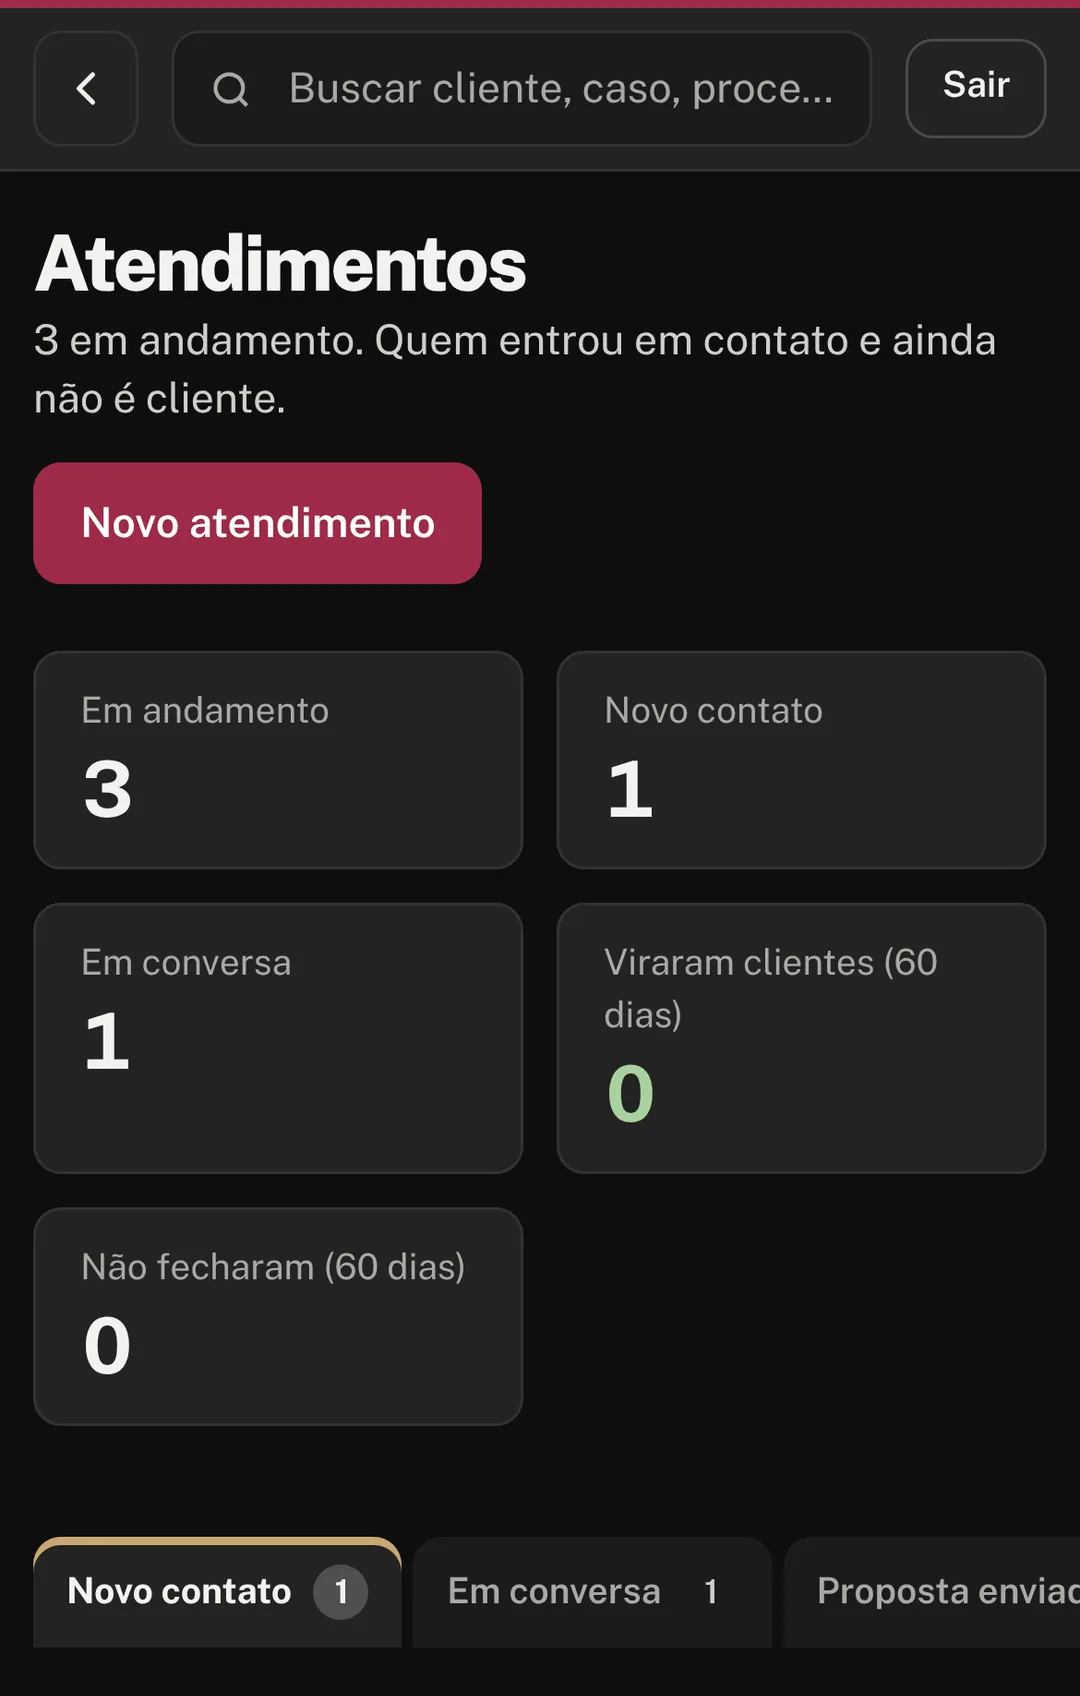 Buscar cliente, caso, proce...
Sair
Atendimentos
3 em andamento. Quem entrou em contato e ainda
não é cliente.
Novo atendimento
Em andamento
3
Novo contato
1
Em conversa
1
Viraram clientes (60
dias)
0
Não fecharam (60 dias)
0
Novo contato 1
Em conversa 1
Proposta enviad